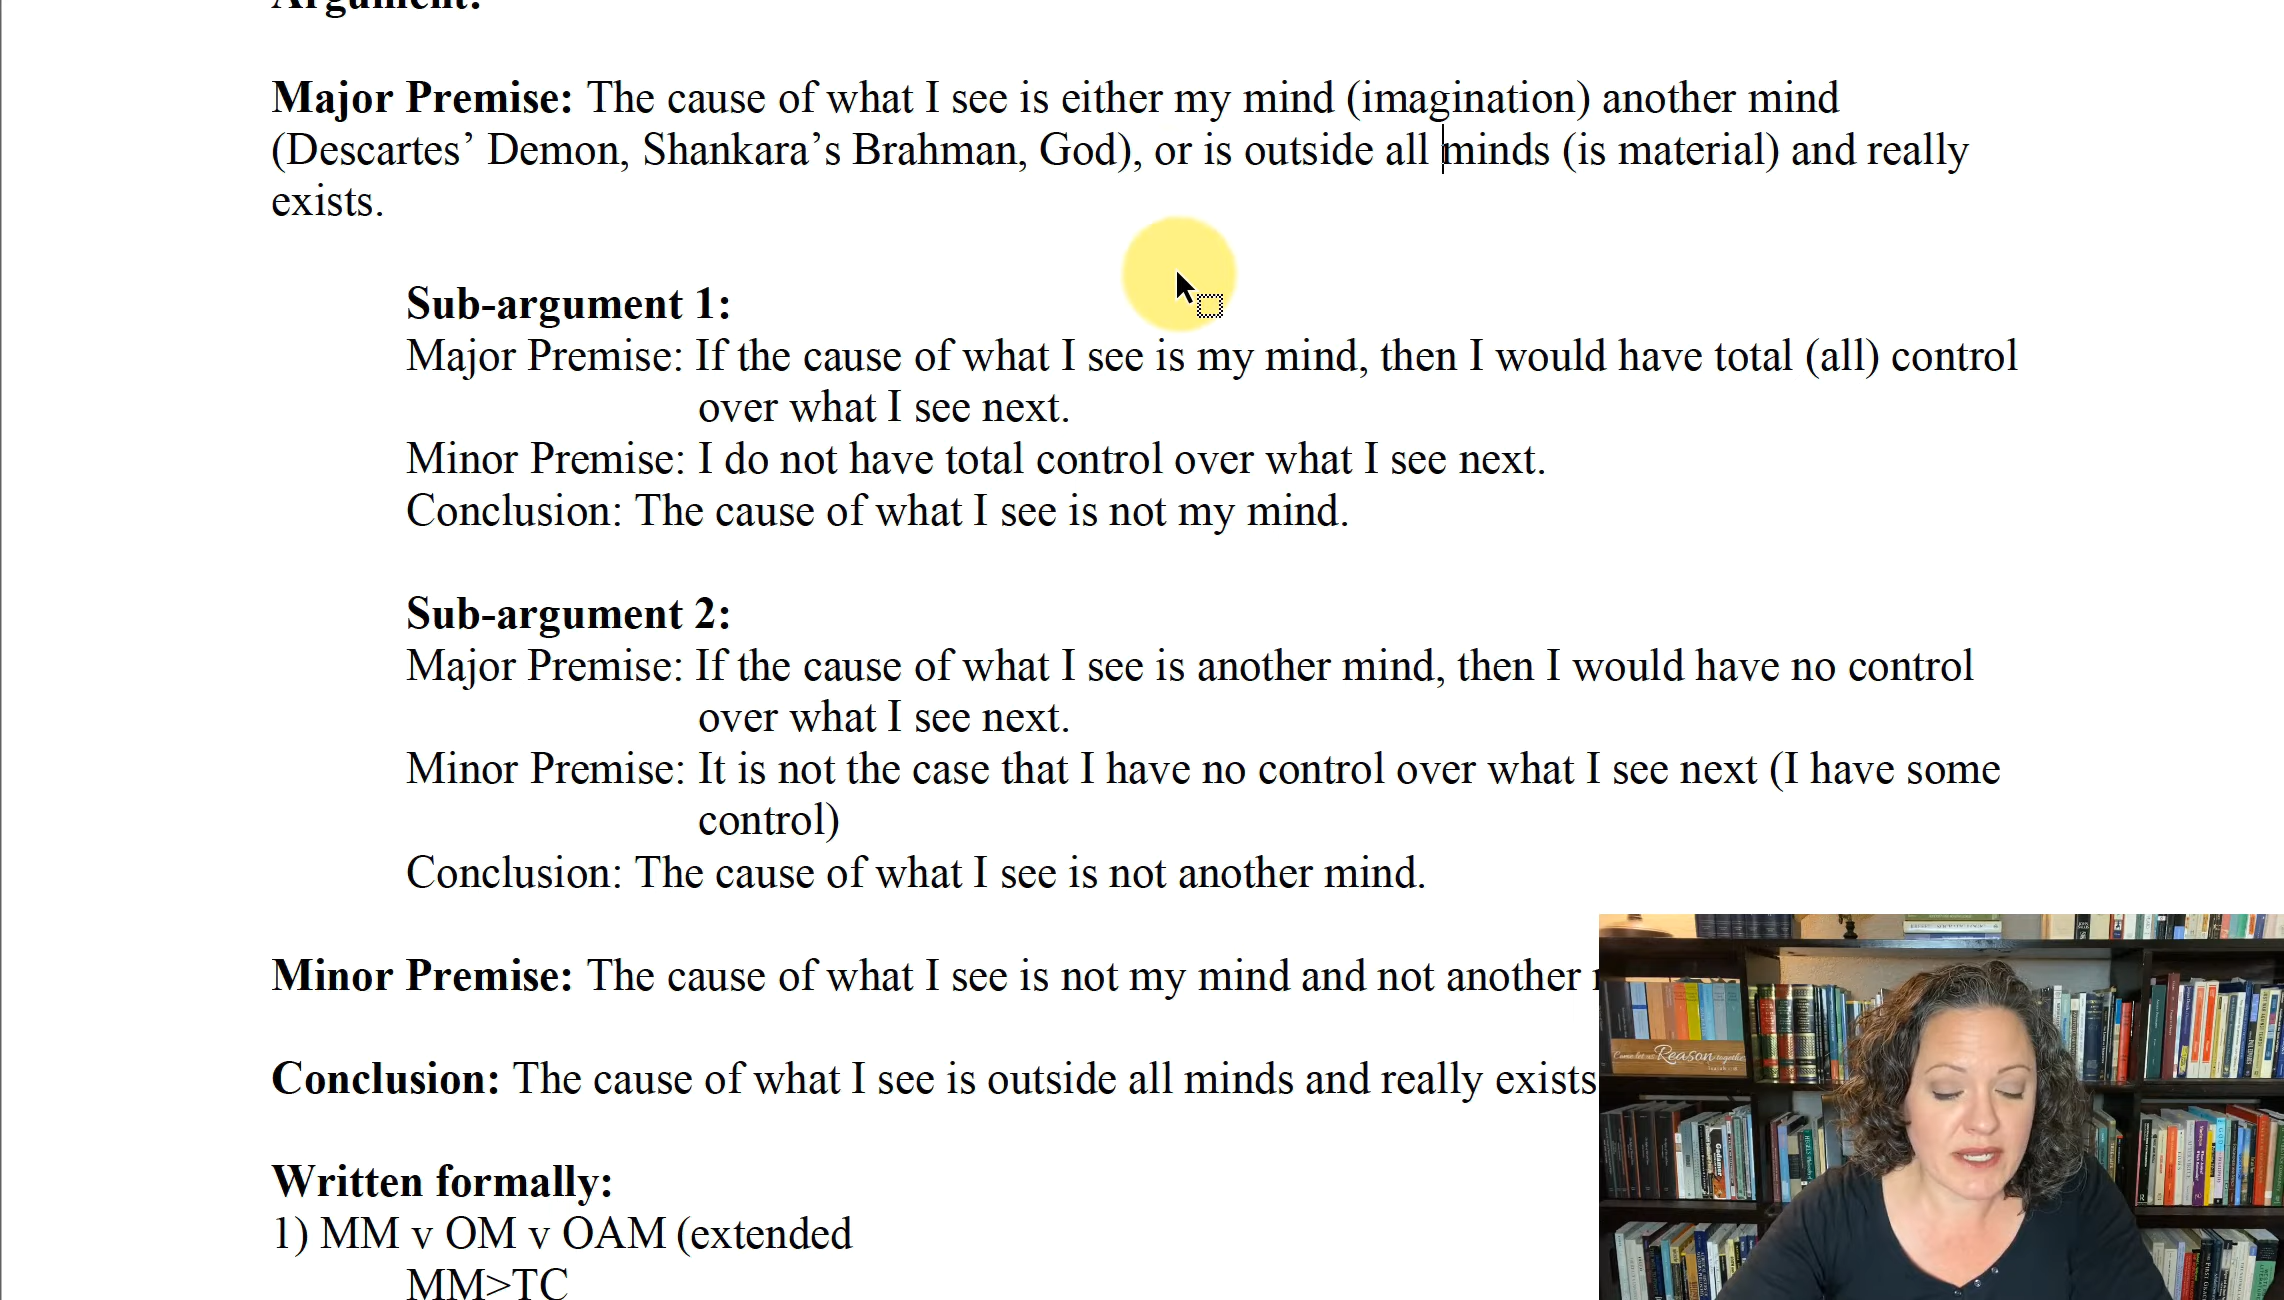 Argument:
Major Premise: The cause of what I see is either my mind (imagination) another mind
(Descartes’ Demon, Shankara’s Brahman, God), or is outside all minds (is material) and really
exists.
Sub-argument 1:
Major Premise: If the cause of what I see is my mind, then I would have total (all) control
over what I see next.
Minor Premise: I do not have total control over what I see next.
Conclusion: The cause of what I see is not my mind.
Sub-argument 2:
Major Premise: If the cause of what I see is another mind, then I would have no control
over what I see next.
Minor Premise: It is not the case that I have no control over what I see next (I have some
control)
Conclusion: The cause of what I see is not another mind.
Minor Premise: The cause of what I see is not my mind and not another
Conclusion: The cause of what I see is outside all minds and really exists
Written formally:
1) MM v OM v OAM (extended
MM>TC
Come let us Reason together